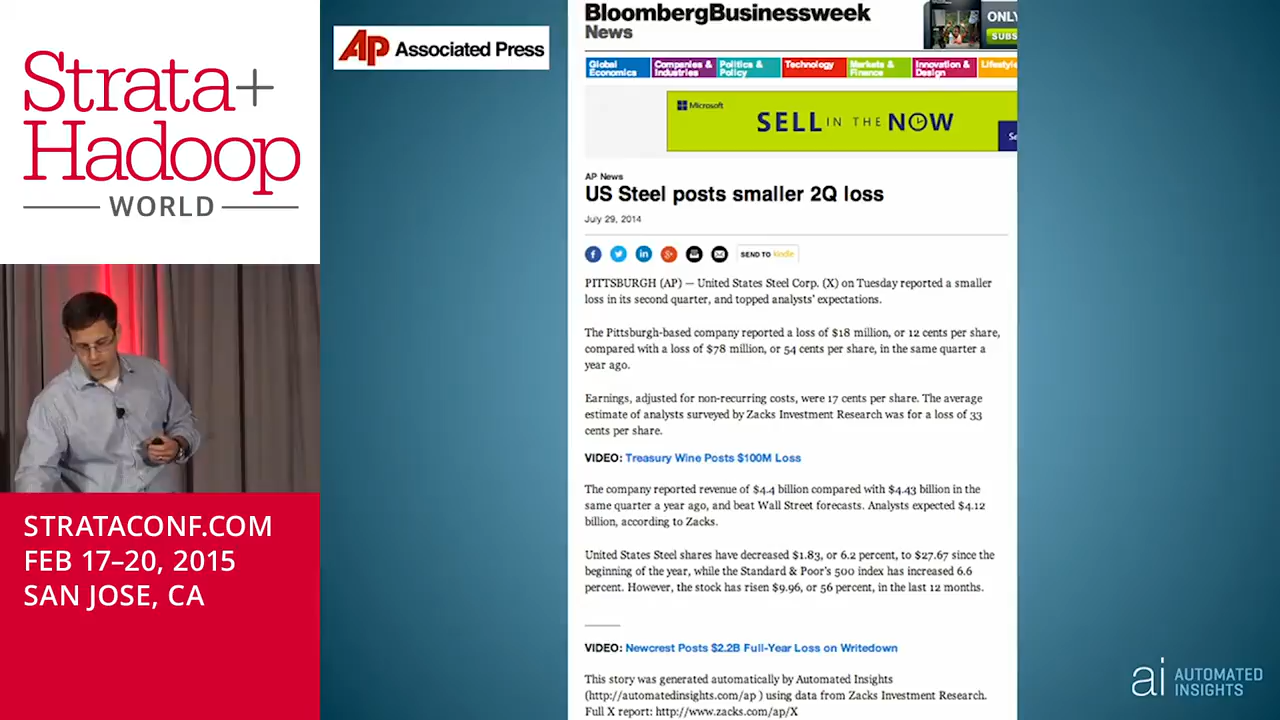 Strata+
Hadoop
WORLD
STRATACONF.COM
FEB 17–20, 2015
SAN JOSE, CA
AP Associated Press
BloombergBusinessweek
News
ONLY
SUBS
Global
Economics
Companies &
Industries
Politics &
Policy
Technology
Markets &
Finance
Innovation &
Design
Lifestyle
Microsoft
SELL IN THE NOW
Se
AP News
US Steel posts smaller 2Q loss
July 29, 2014
SEND TO kindle
PITTSBURGH (AP) — United States Steel Corp. (X) on Tuesday reported a smaller
loss in its second quarter, and topped analysts' expectations.
The Pittsburgh-based company reported a loss of $18 million, or 12 cents per share,
compared with a loss of $78 million, or 54 cents per share, in the same quarter a
year ago.
Earnings, adjusted for non-recurring costs, were 17 cents per share. The average
estimate of analysts surveyed by Zacks Investment Research was for a loss of 33
cents per share.
VIDEO: Treasury Wine Posts $100M Loss
The company reported revenue of $4.4 billion compared with $4.43 billion in the
same quarter a year ago, and beat Wall Street forecasts. Analysts expected $4.12
billion, according to Zacks.
United States Steel shares have decreased $1.83, or 6.2 percent, to $27.67 since the
beginning of the year, while the Standard & Poor's 500 index has increased 6.6
percent. However, the stock has risen $9.96, or 56 percent, in the last 12 months.
VIDEO: Newcrest Posts $2.2B Full-Year Loss on Writedown
This story was generated automatically by Automated Insights
(http://automatedinsights.com/ap ) using data from Zacks Investment Research.
Full X report: http://www.zacks.com/ap/X
ai AUTOMATED
INSIGHTS